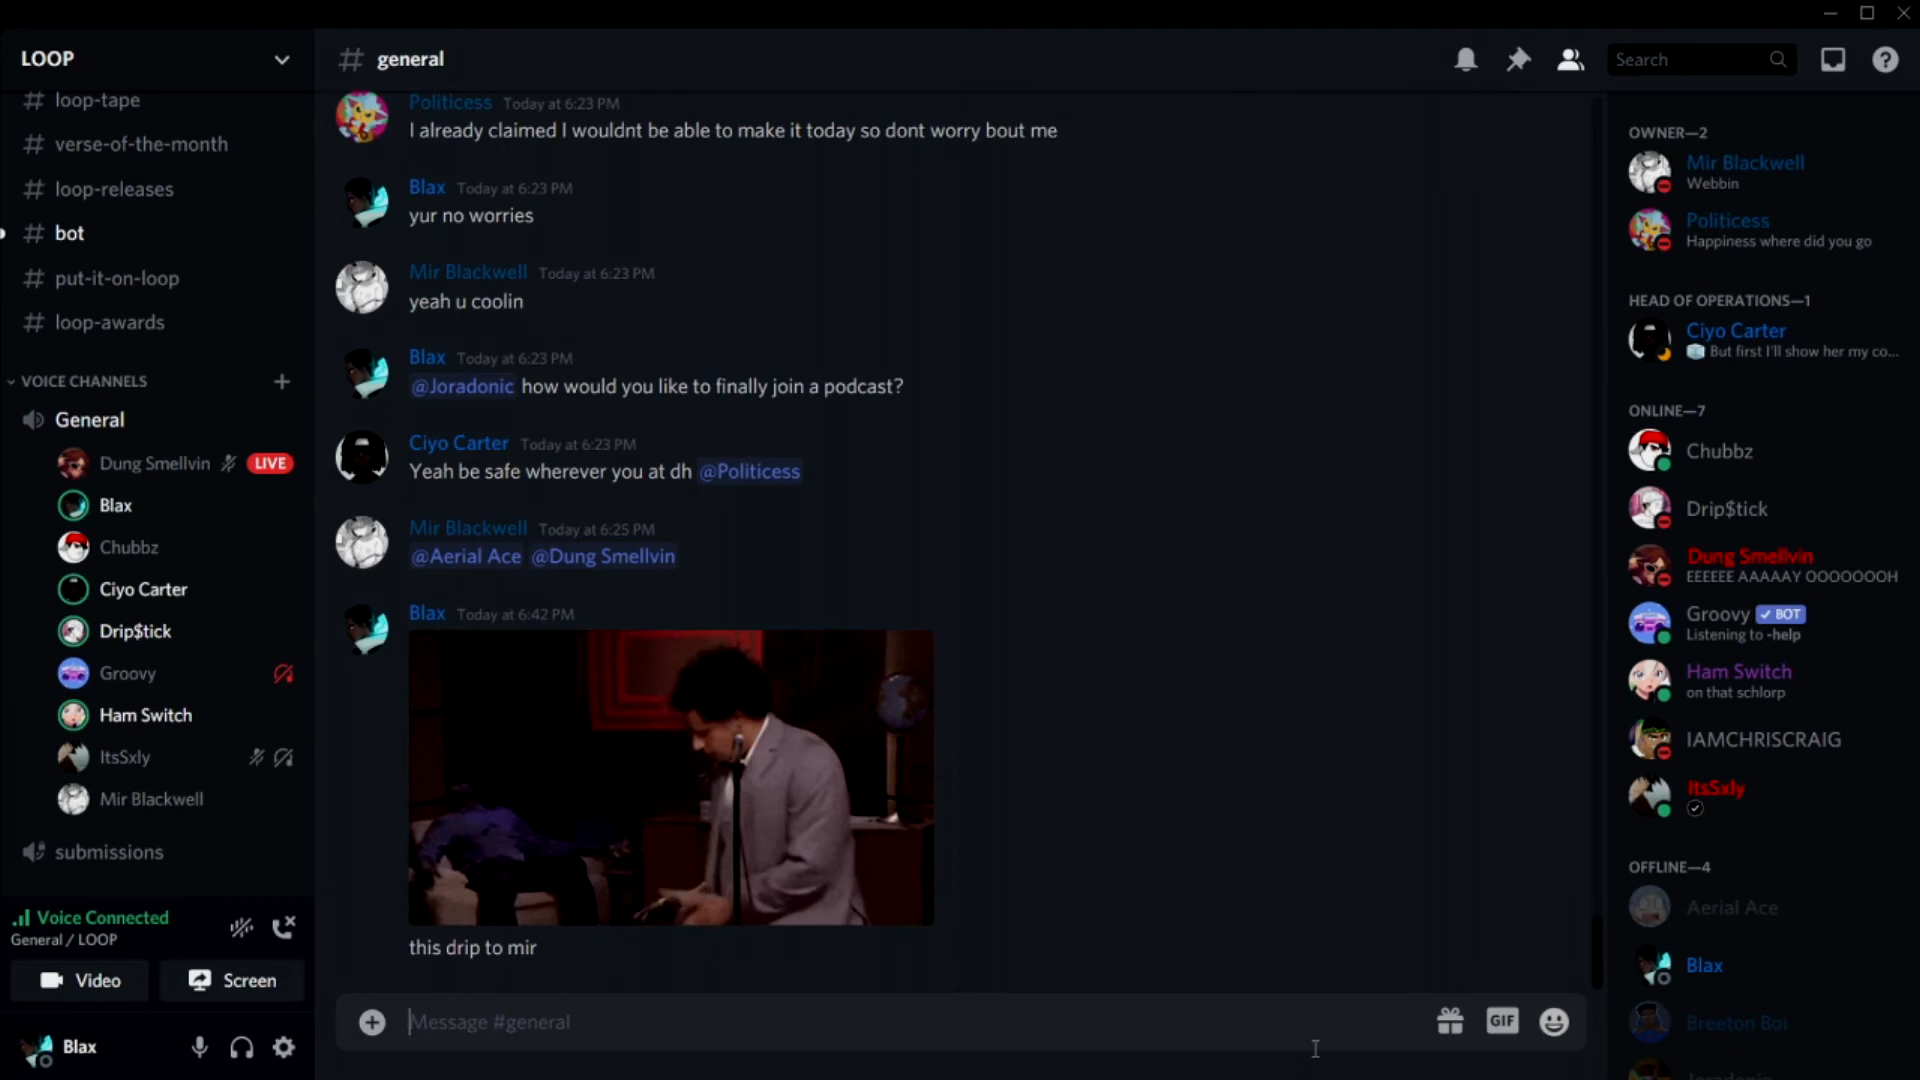 LOOP
# general
Search
# loop-tape
# verse-of-the-month
# loop-releases
# bot
# put-it-on-loop
# loop-awards
VOICE CHANNELS
General
Dung Smellvin LIVE
Blax
Chubbz
Ciyo Carter
Drip$tick
Groovy
Ham Switch
ItsSxly
Mir Blackwell
submissions
Voice Connected
General / LOOP
Video
Screen
Blax
Politicess Today at 6:23 PM
I already claimed I wouldnt be able to make it today so dont worry bout me
Blax Today at 6:23 PM
yur no worries
Mir Blackwell Today at 6:23 PM
yeah u coolin
Blax Today at 6:23 PM
@Joradonic how would you like to finally join a podcast?
Ciyo Carter Today at 6:23 PM
Yeah be safe wherever you at dh @Politicess
Mir Blackwell Today at 6:25 PM
@Aerial Ace @Dung Smellvin
Blax Today at 6:42 PM
this drip to mir
Message #general
GIF
OWNER—2
Mir Blackwell
Webbin
Politicess
Happiness where did you go
HEAD OF OPERATIONS—1
Ciyo Carter
But first I'll show her my co...
ONLINE—7
Chubbz
Drip$tick
Dung Smellvin
EEEEEE AAAAAY OOOOOOOH
Groovy BOT
Listening to -help
Ham Switch
on that schlorp
IAMCHRISCRAIG
ItsSxly
OFFLINE—4
Aerial Ace
Blax
Breeton Boi